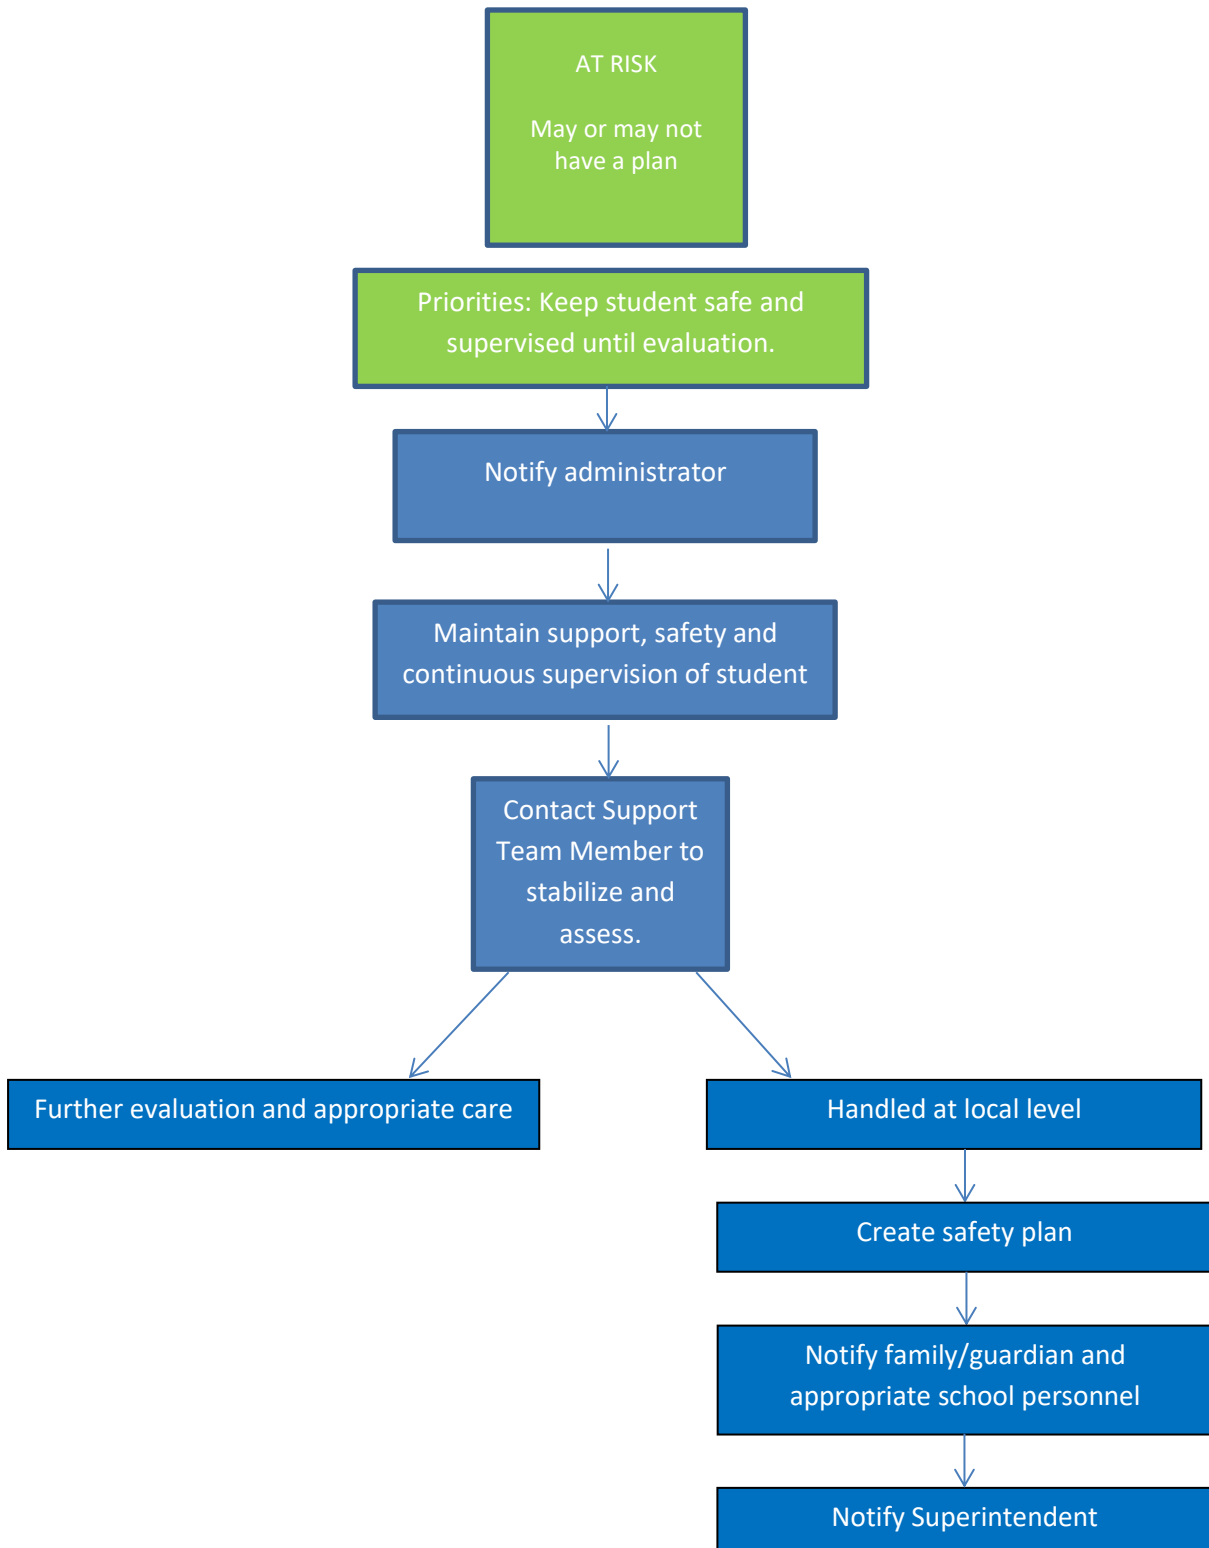 AT RISK
May or may not
have a plan
Priorities: Keep student safe and
supervised until evaluation.
Notify administrator
Maintain support, safety and
continuous supervision of student
Contact Support
Team Member to
stabilize and
assess.
Further evaluation and appropriate care
Handled at local level
Create safety plan
Notify family/guardian and
appropriate school personnel
Notify Superintendent